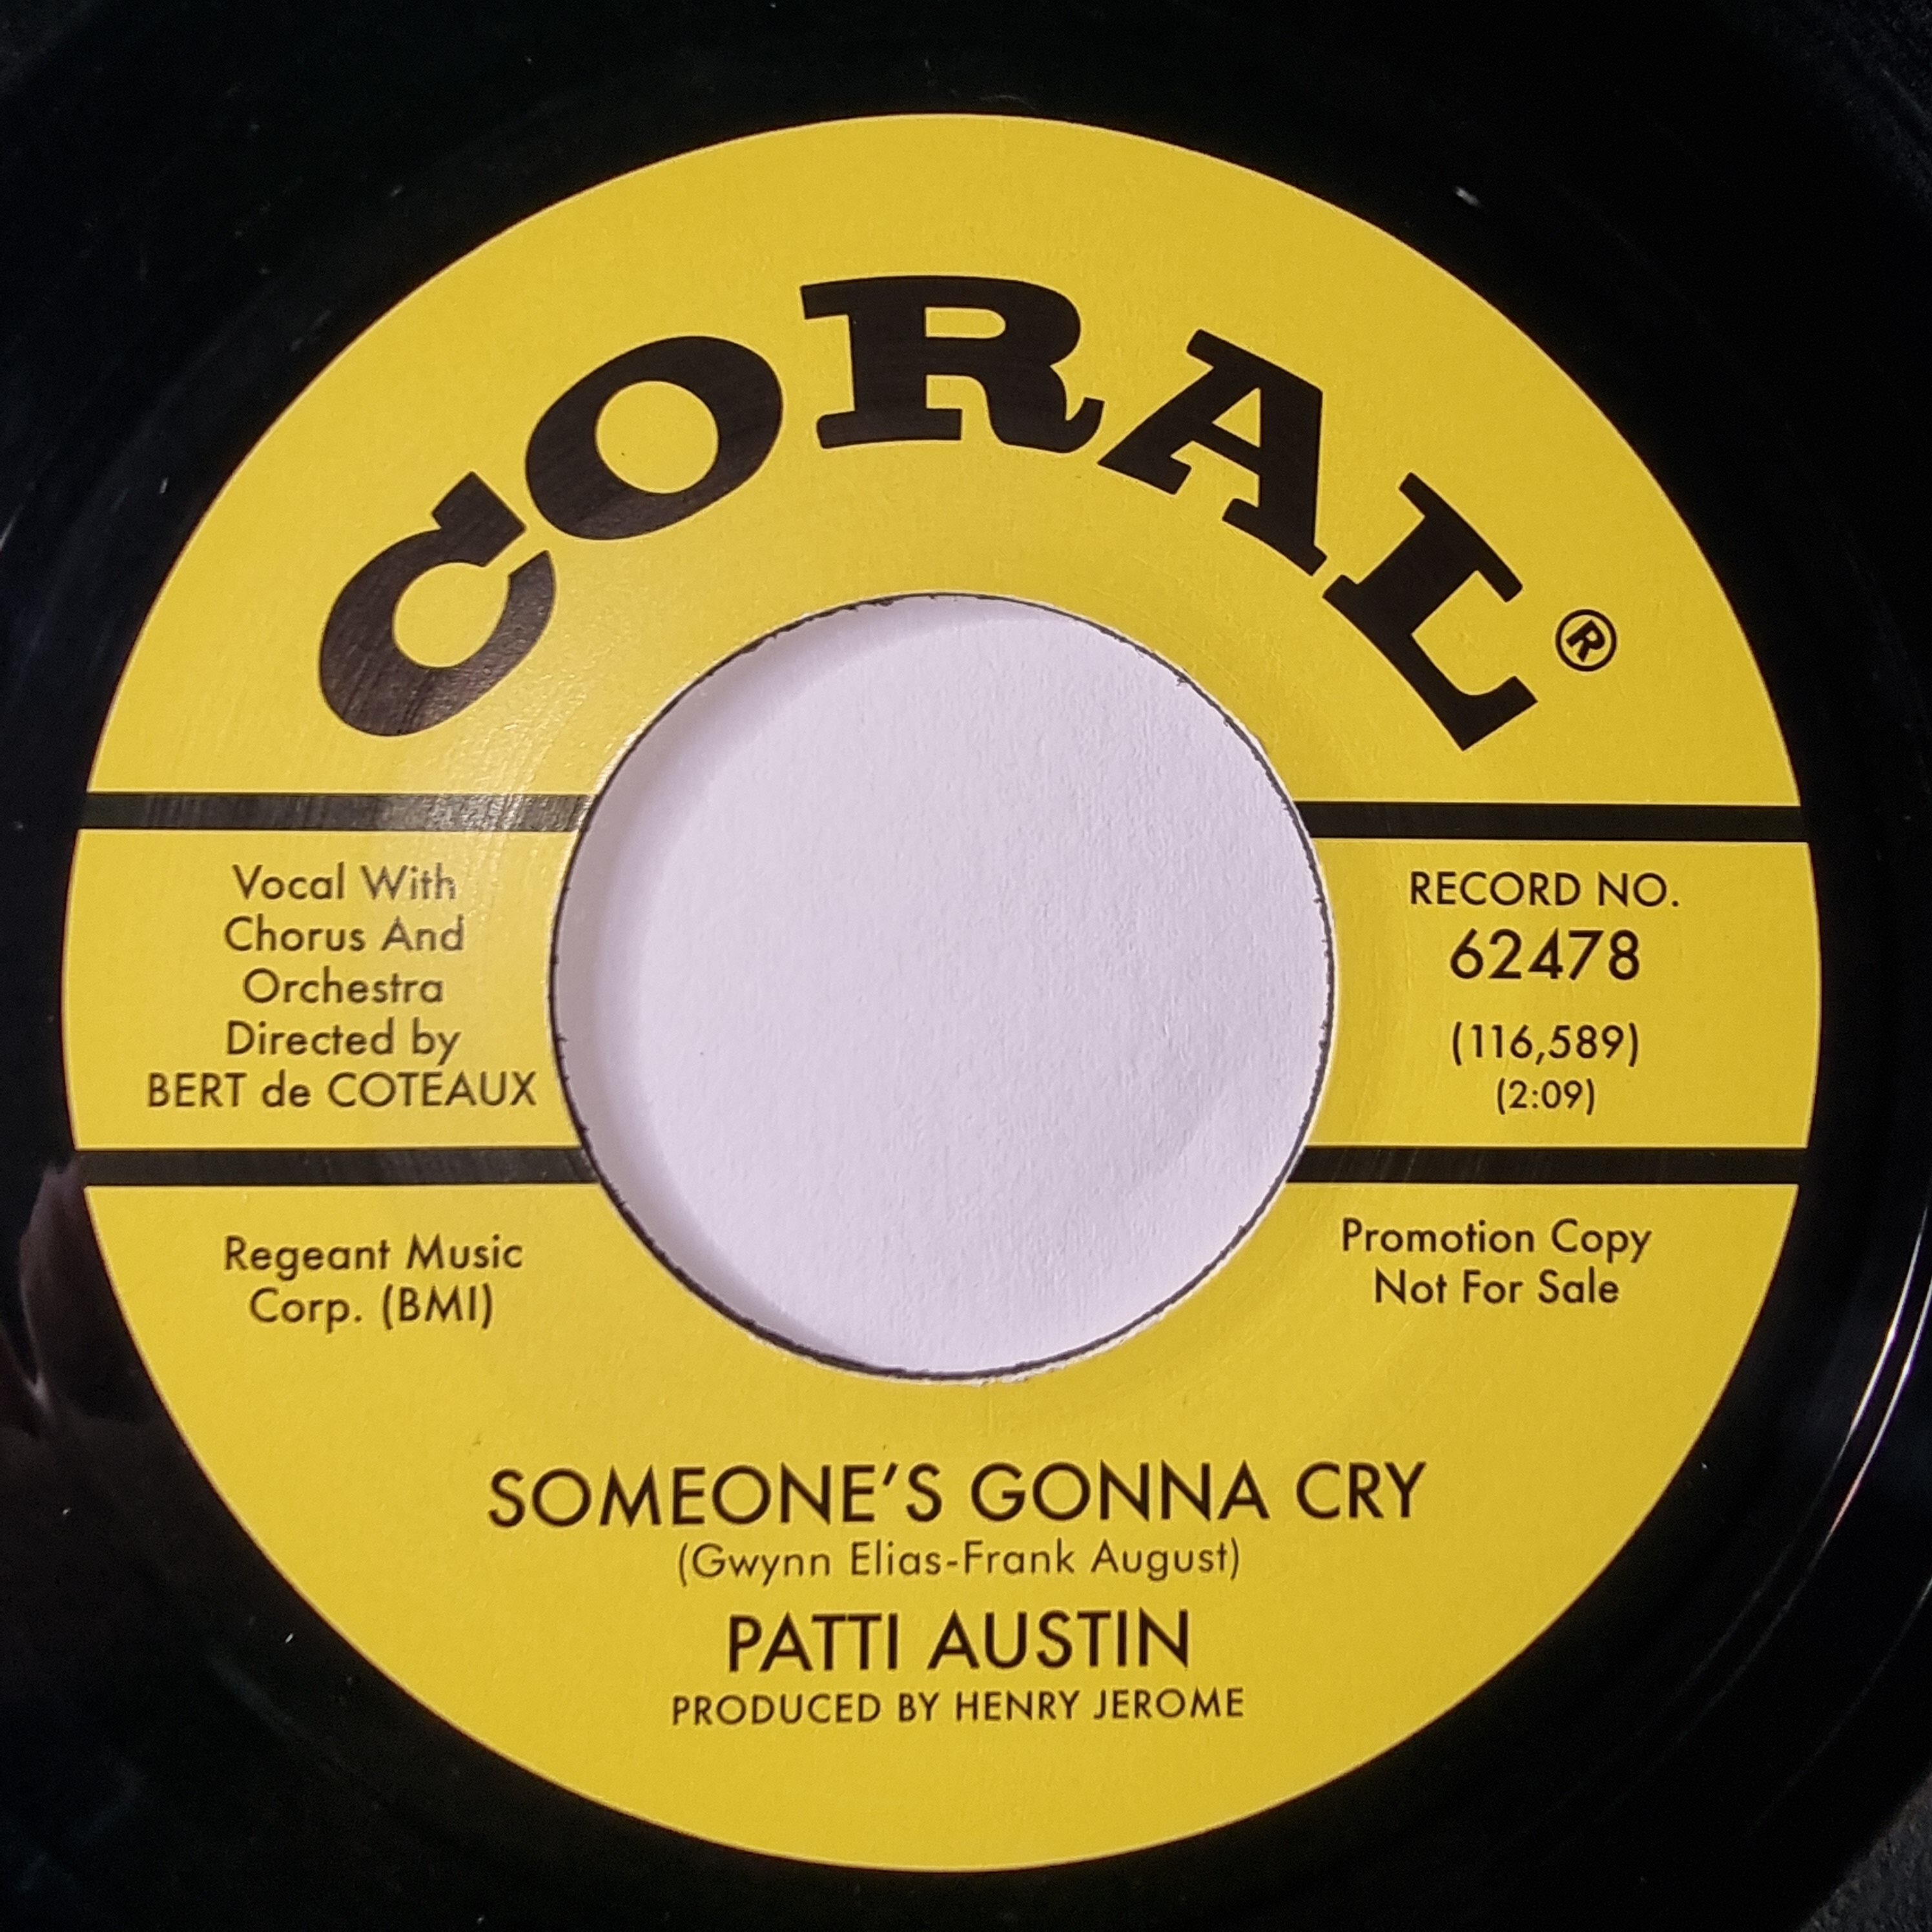 CORAL®
Vocal With
Chorus And
Orchestra
Directed by
BERT de COTEAUX
RECORD NO.
62478
(116,589)
(2:09)
Regeant Music
Corp. (BMI)
Promotion Copy
Not For Sale
SOMEONE'S GONNA CRY
(Gwynn Elias-Frank August)
PATTI AUSTIN
PRODUCED BY HENRY JEROME